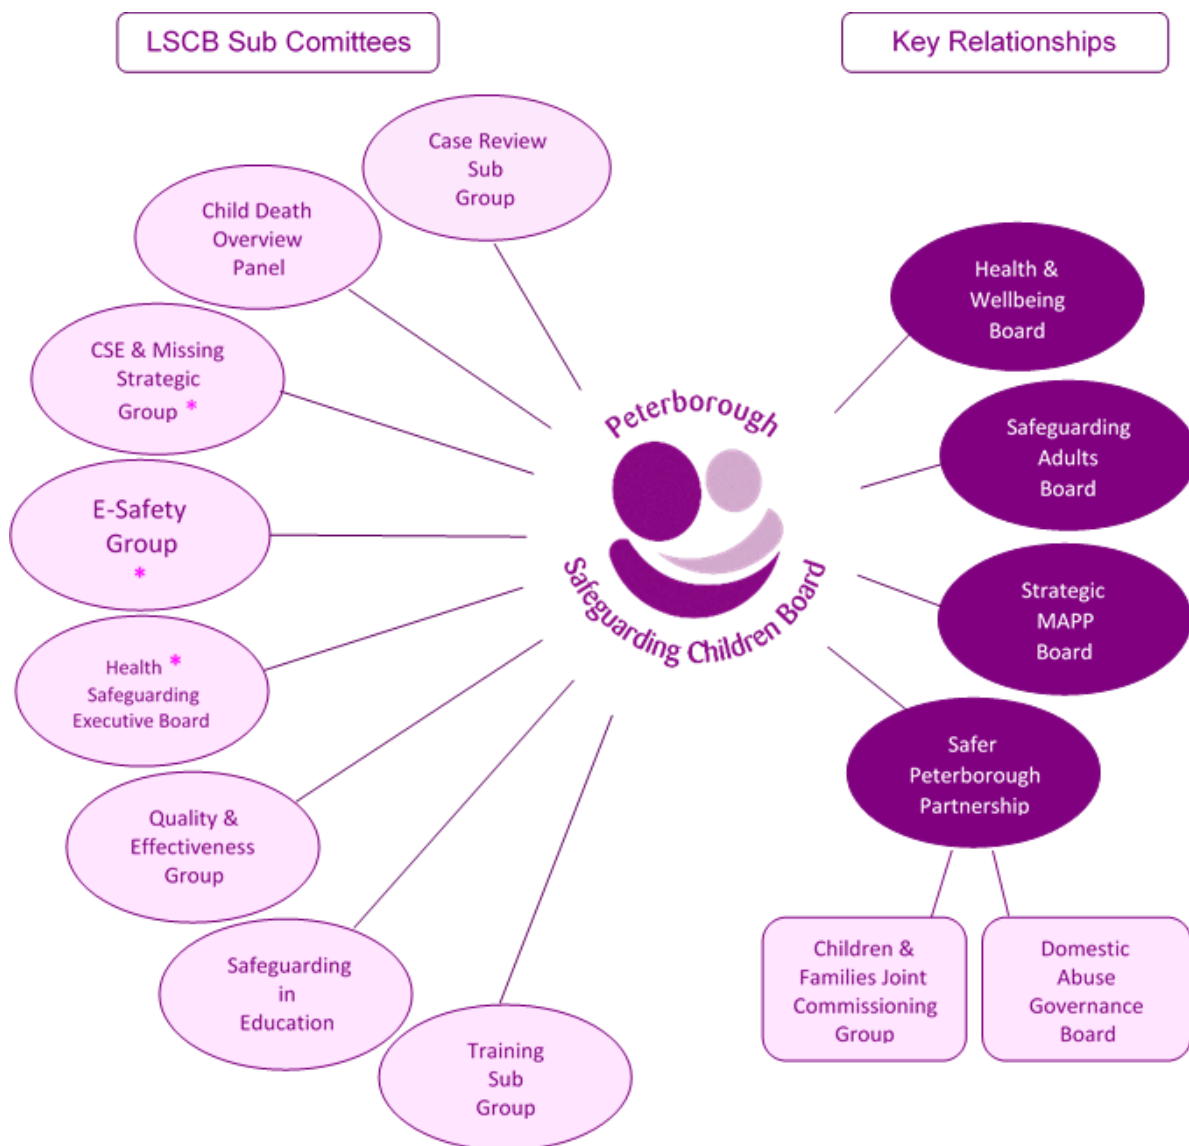 LSCB Sub Comittees
Key Relationships
Case Review
Sub
Group
Child Death
Overview
Panel
CSE & Missing
Strategic
Group *
E-Safety
Group
*
Health *
Safeguarding
Executive Board
Quality &
Effectiveness
Group
Safeguarding
in
Education
Training
Sub
Group
Peterborough
Safeguarding Children Board
Health &
Wellbeing
Board
Safeguarding
Adults
Board
Strategic
MAPP
Board
Safer
Peterborough
Partnership
Children &
Families Joint
Commissioning
Group
Domestic
Abuse
Governance
Board